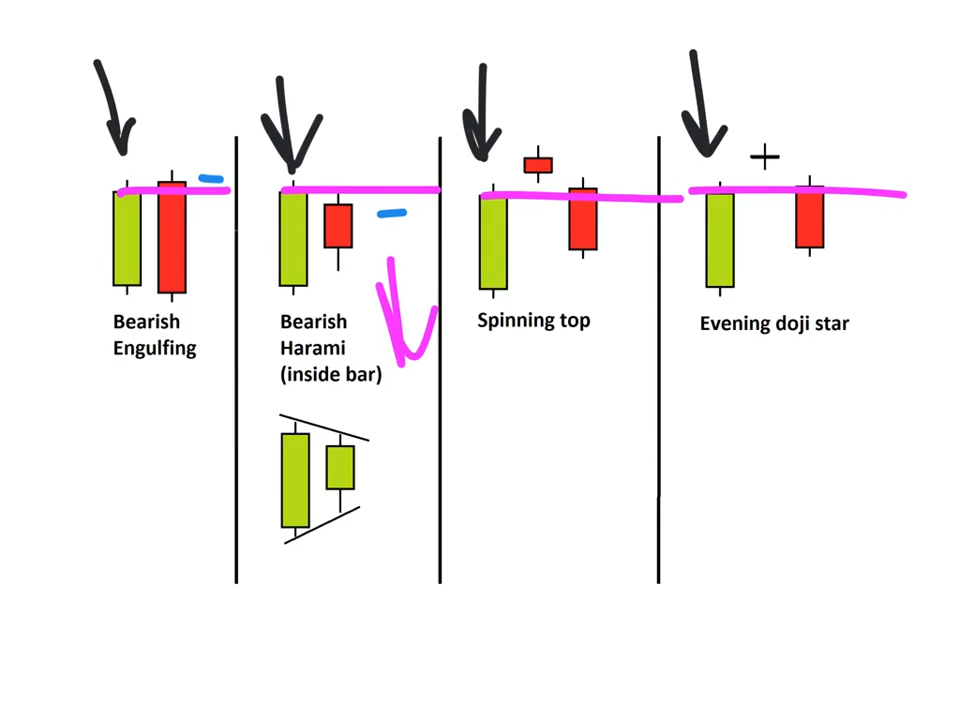 Bearish
Engulfing
Bearish
Harami
(inside bar)
Spinning top
Evening doji star